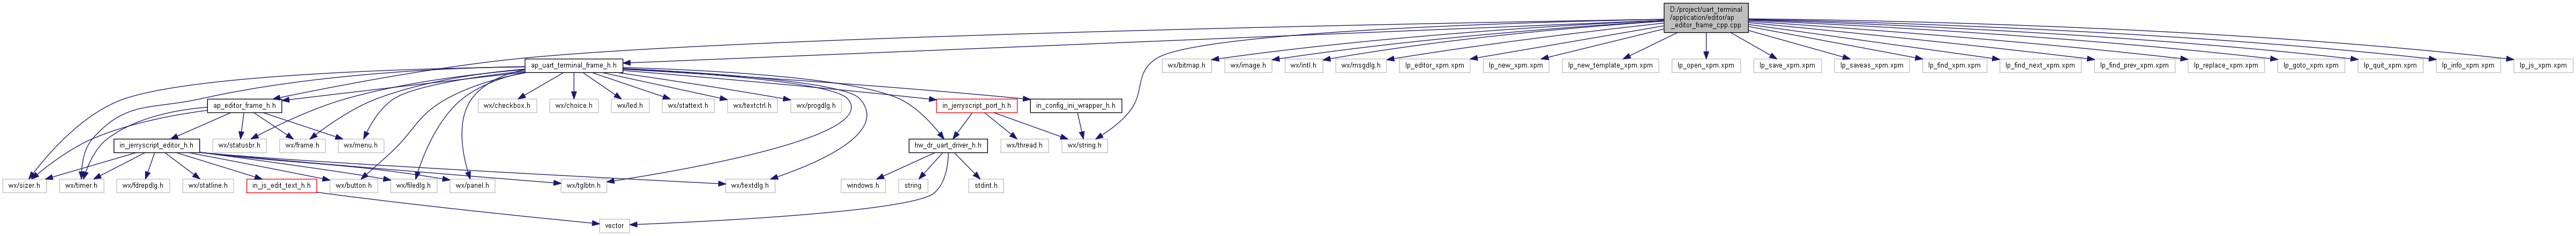 D:/project/uart_terminal
/application/editor/ap
_editor_frame_cpp.cpp
ap_uart_terminal_frame_h.h
wx/bitmap.h
wx/image.h
wx/intl.h
wx/msgdlg.h
lp_editor_xpm.xpm
lp_new_xpm.xpm
lp_new_template_xpm.xpm
lp_open_xpm.xpm
lp_save_xpm.xpm
lp_saveas_xpm.xpm
lp_find_xpm.xpm
lp_find_next_xpm.xpm
lp_find_prev_xpm.xpm
lp_replace_xpm.xpm
lp_goto_xpm.xpm
lp_quit_xpm.xpm
lp_info_xpm.xpm
lp_js_xpm.xpm
ap_editor_frame_h.h
wx/checkbox.h
wx/choice.h
wx/led.h
wx/stattext.h
wx/textctrl.h
wx/progdlg.h
in_jerryscript_port_h.h
in_config_ini_wrapper_h.h
in_jerryscript_editor_h.h
wx/statusbr.h
wx/frame.h
wx/menu.h
hw_dr_uart_driver_h.h
wx/thread.h
wx/string.h
wx/sizer.h
wx/timer.h
wx/fdrepdlg.h
wx/statline.h
in_js_edit_text_h.h
wx/button.h
wx/filedlg.h
wx/panel.h
wx/tglbtn.h
wx/textdlg.h
windows.h
string
stdint.h
vector